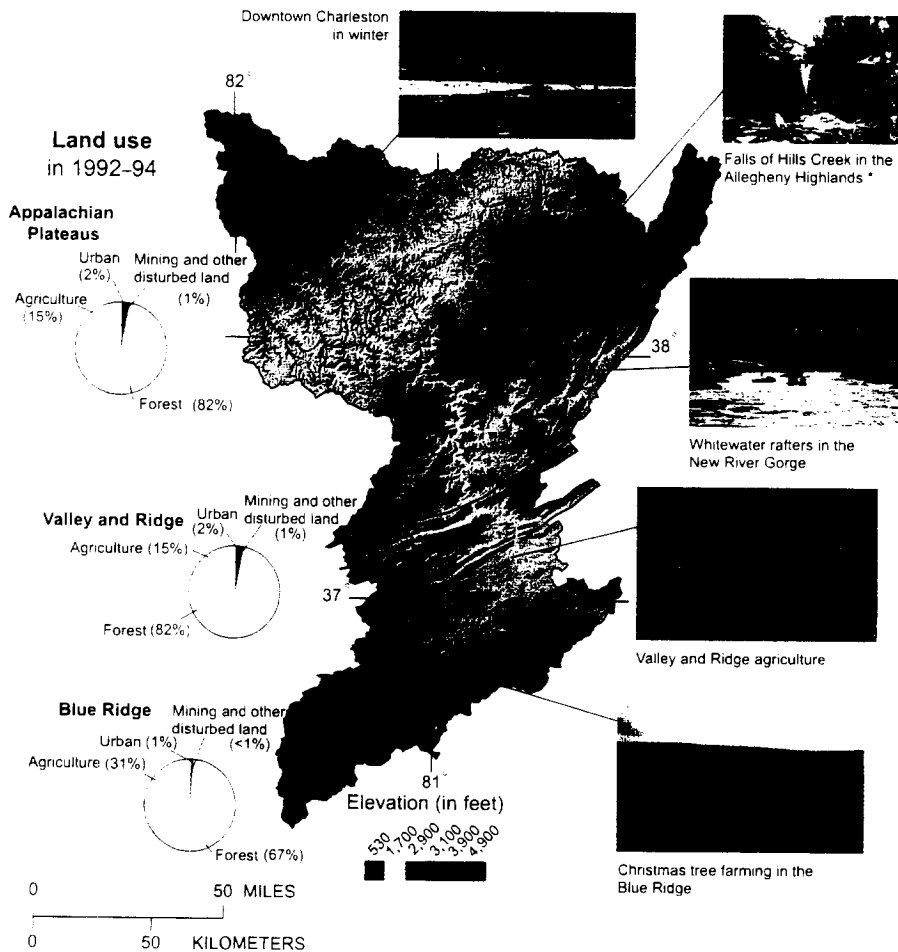 Downtown Charleston
in winter
82°
Land use
in 1992–94
Falls of Hills Creek in the
Allegheny Highlands *
Appalachian
Plateaus
Urban
(2%)
Mining and other
disturbed land
(1%)
Agriculture
(15%)
Forest (82%)
38°
Whitewater rafters in the
New River Gorge
Valley and Ridge
Urban
(2%)
Mining and other
disturbed land
(1%)
Agriculture (15%)
Forest (82%)
37°
Valley and Ridge agriculture
Blue Ridge
Mining and other
disturbed land
(<1%)
Urban (1%)
Agriculture (31%)
Forest (67%)
81°
Elevation (in feet)
530
1,700
2,900
3,100
3,900
4,900
Christmas tree farming in the
Blue Ridge
0 50 MILES
0 50 KILOMETERS